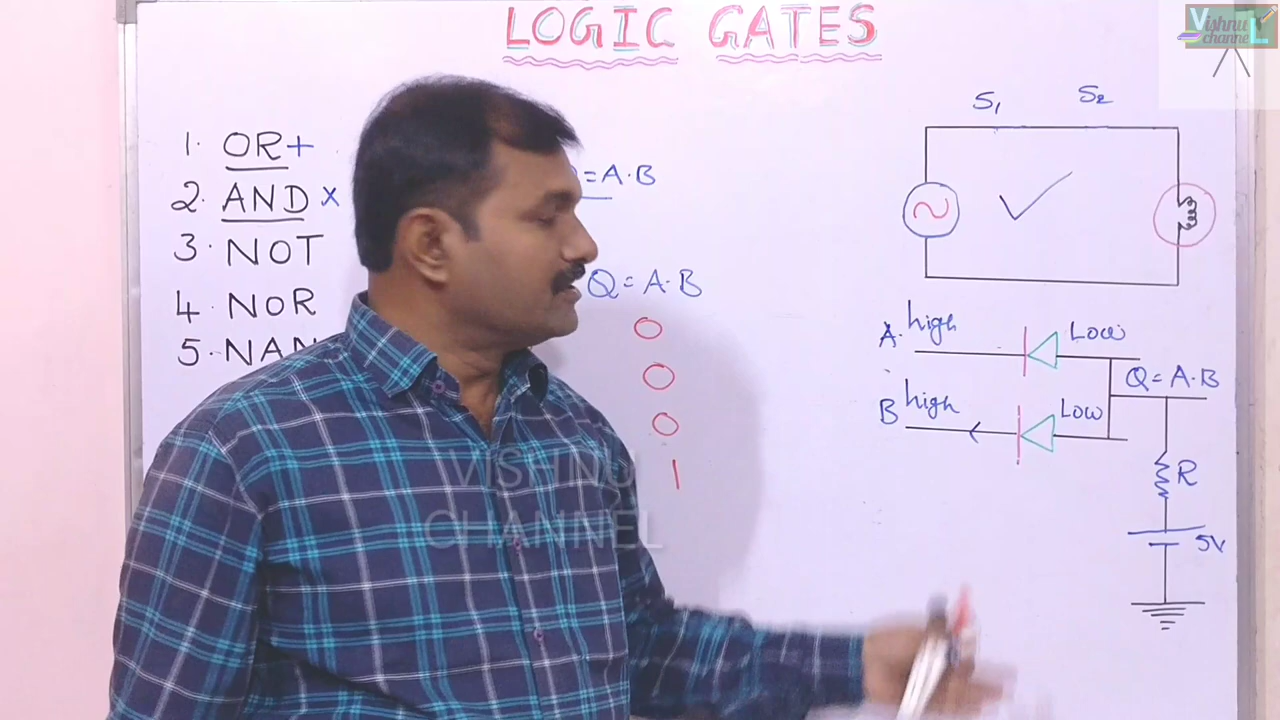 LOGIC GATES
Vishnu
channel
VL
1. OR+
2. AND x
3. NOT
4. NOR
5. NAN
=A.B
Q = A.B
0
0
0
1
S1 S2
A. high Low
Q = A.B
B high Low
R
5V
VISHNU
CHANNEL